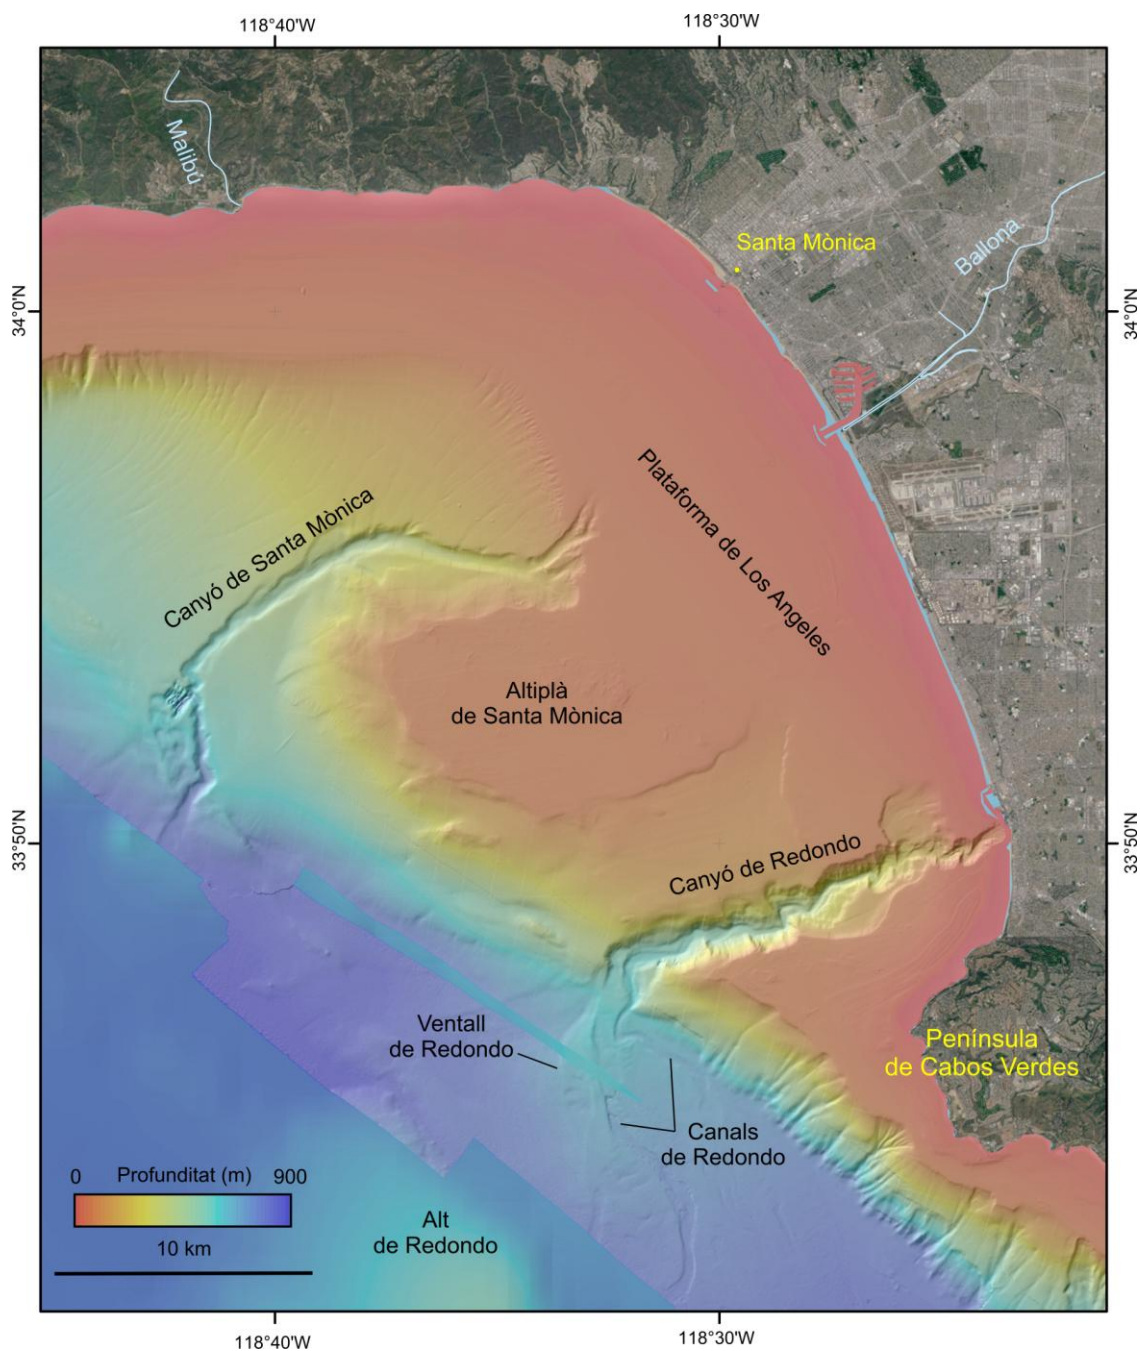 118°40'W
118°30'W
Malibú
Santa Mònica
Ballona
34°0'N
34°0'N
Plataforma de Los Angeles
Canyó de Santa Mònica
Altiplà
de Santa Mònica
33°50'N
33°50'N
Canyó de Redondo
Ventall
de Redondo
Península
de Cabos Verdes
Canals
de Redondo
0 Profunditat (m) 900
10 km
Alt
de Redondo
118°40'W
118°30'W